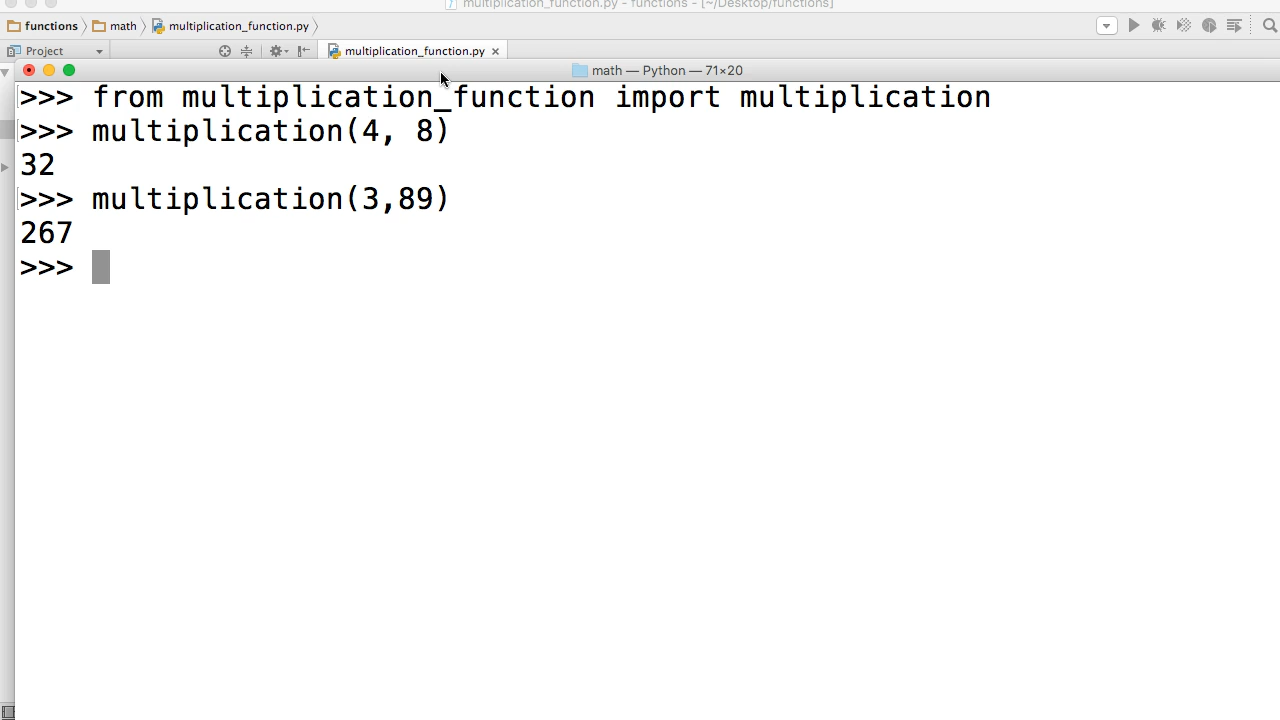 multiplication_function.py - functions - [~/Desktop/functions]
functions math multiplication_function.py
Project multiplication_function.py
math — Python — 71×20
>>> from multiplication_function import multiplication
>>> multiplication(4, 8)
32
>>> multiplication(3,89)
267
>>>